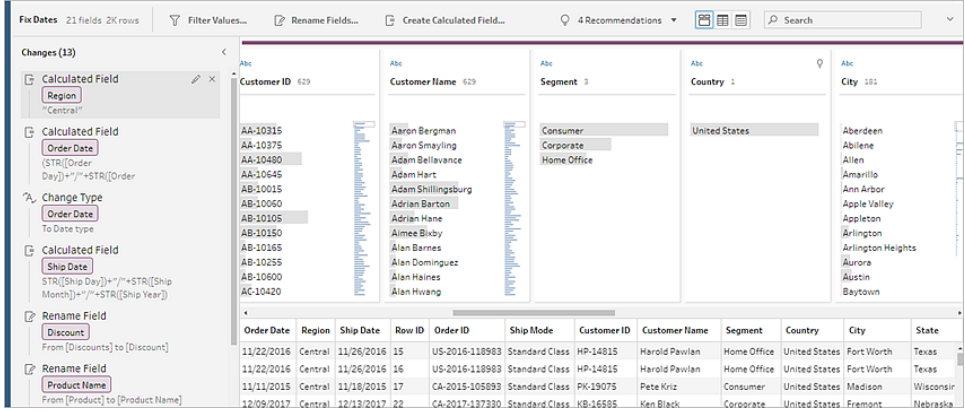 Fix Dates 21 fields 2K rows Filter Values... Rename Fields... Create Calculated Field... 4 Recommendations Search
Changes (13)
Calculated Field
Region
"Central"
Calculated Field
Order Date
(STR([Order
Day])+"/"+STR([Order
Change Type
Order Date
To Date type
Calculated Field
Ship Date
STR([Ship Day])+"/"+STR([Ship
Month])+"/"+STR([Ship Year])
Rename Field
Discount
From [Discounts] to [Discount]
Rename Field
Product Name
From [Product] to [Product Name]
Abc
Customer ID 629
AA-10315
AA-10375
AA-10480
AA-10645
AB-10015
AB-10060
AB-10105
AB-10150
AB-10165
AB-10255
AB-10600
AC-10420
Abc
Customer Name 629
Aaron Bergman
Aaron Smayling
Adam Bellavance
Adam Hart
Adam Shillingsburg
Adrian Barton
Adrian Hane
Aimee Bixby
Alan Barnes
Alan Dominguez
Alan Haines
Alan Hwang
Abc
Segment 3
Consumer
Corporate
Home Office
Abc
Country 1
United States
Abc
City 181
Aberdeen
Abilene
Allen
Amarillo
Ann Arbor
Apple Valley
Appleton
Arlington
Arlington Heights
Aurora
Austin
Baytown
Order Date Region Ship Date Row ID Order ID Ship Mode Customer ID Customer Name Segment Country City State
11/22/2016 Central 11/26/2016 15 US-2016-118983 Standard Class HP-14815 Harold Pawlan Home Office United States Fort Worth Texas
11/22/2016 Central 11/26/2016 16 US-2016-118983 Standard Class HP-14815 Harold Pawlan Home Office United States Fort Worth Texas
11/11/2015 Central 11/18/2015 17 CA-2015-105893 Standard Class PK-19075 Pete Kriz Consumer United States Madison Wisconsin
12/09/2017 Central 12/13/2017 22 CA-2017-137330 Standard Class KB-16585 Ken Black Corporate United States Fremont Nebraska